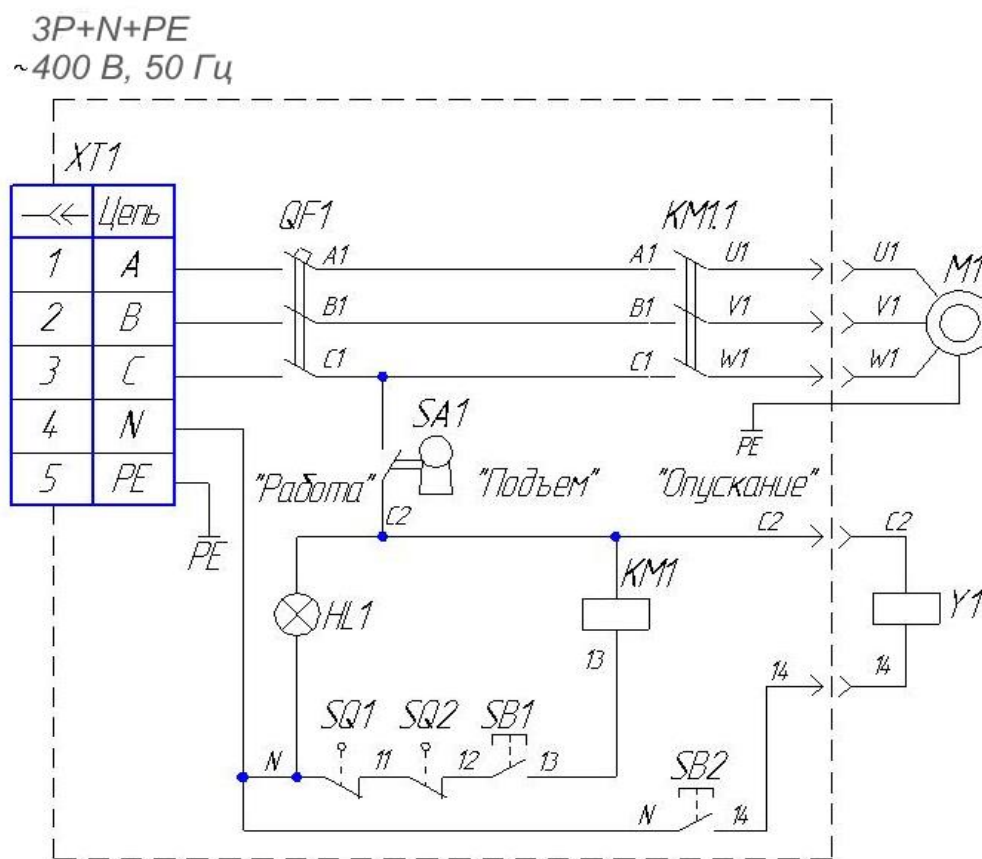 3P+N+PE
~400 В, 50 Гц
XT1
Цепь
QF1
KM1.1
1 A
A1
A1
U1
U1
M1
2 B
B1
B1
V1
V1
3 C
C1
C1
W1
W1
4 N
SA1
PE
5 PE
"Работа"
"Подъем"
"Опускание"
PE
C2
C2
C2
HL1
KM1
Y1
13
14
14
SQ1
SQ2
SB1
N
11
12
13
SB2
N
14